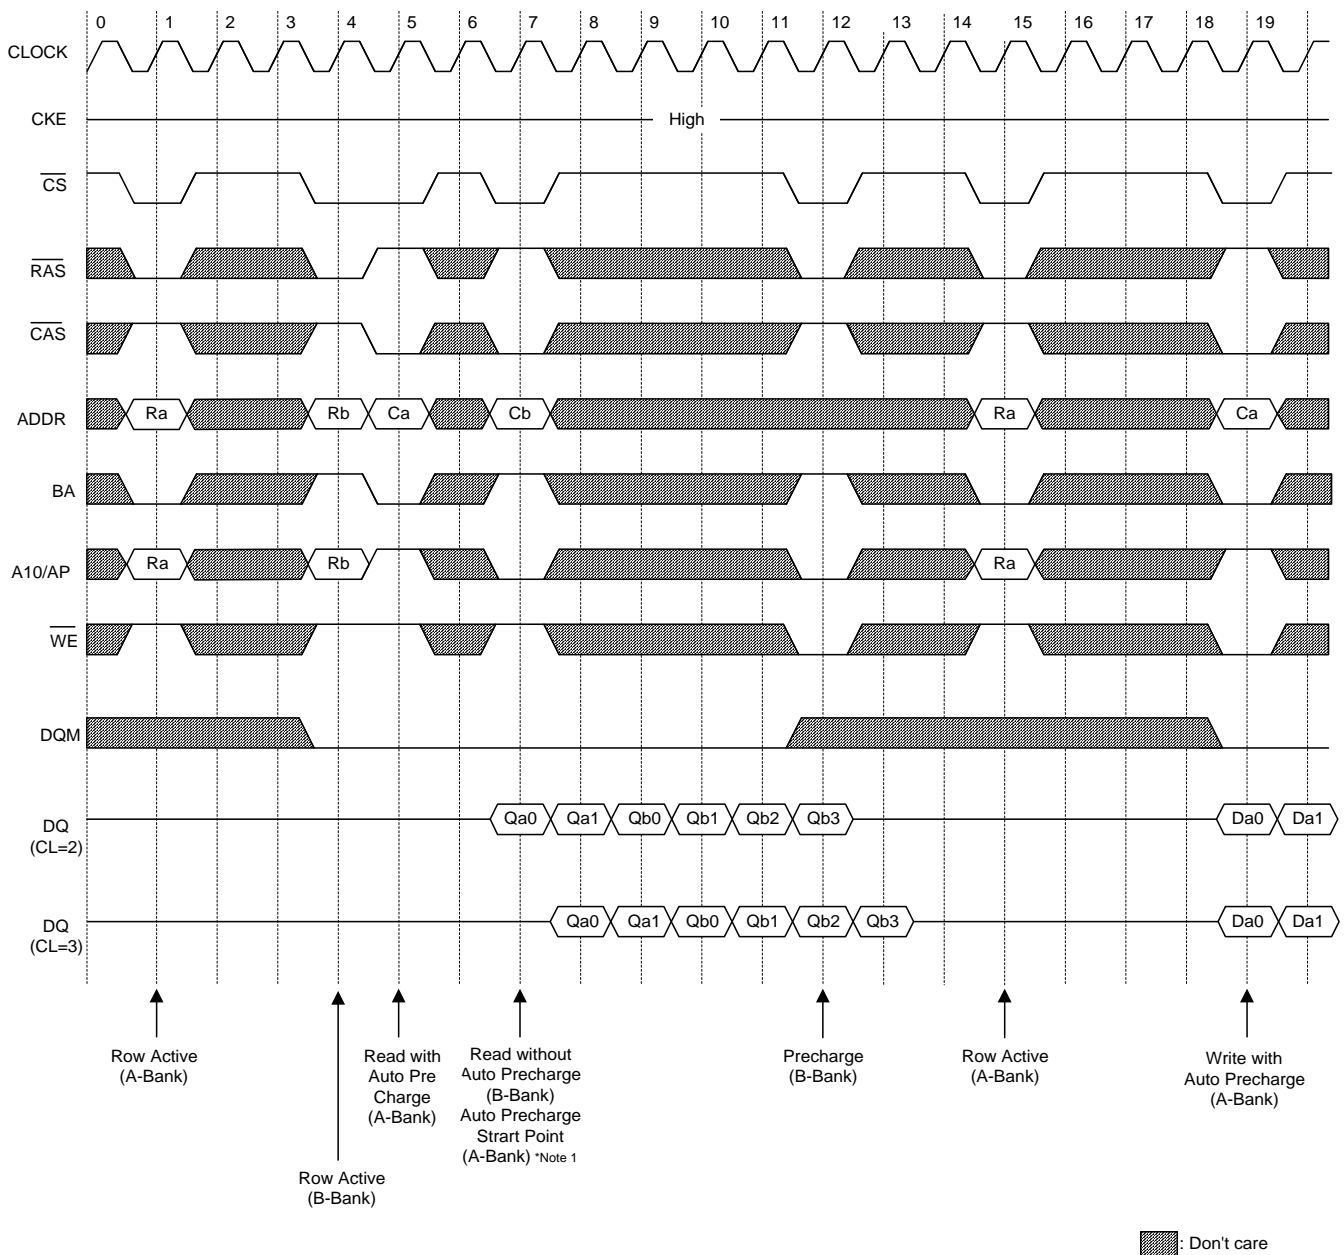 0 1 2 3 4 5 6 7 8 9 10 11 12 13 14 15 16 17 18 19
CLOCK
CKE High
CS
RAS
CAS
ADDR Ra Rb Ca Cb Ra Ca
BA
A10/AP Ra Rb Ra
WE
DQM
DQ
(CL=2)
Qa0 Qa1 Qb0 Qb1 Qb2 Qb3 Da0 Da1
DQ
(CL=3)
Qa0 Qa1 Qb0 Qb1 Qb2 Qb3 Da0 Da1
Row Active
(A-Bank)
Row Active
(B-Bank)
Read with
Auto Pre
Charge
(A-Bank)
Read without
Auto Precharge
(B-Bank)
Auto Precharge
Strart Point
(A-Bank) *Note 1
Precharge
(B-Bank)
Row Active
(A-Bank)
Write with
Auto Precharge
(A-Bank)
: Don't care